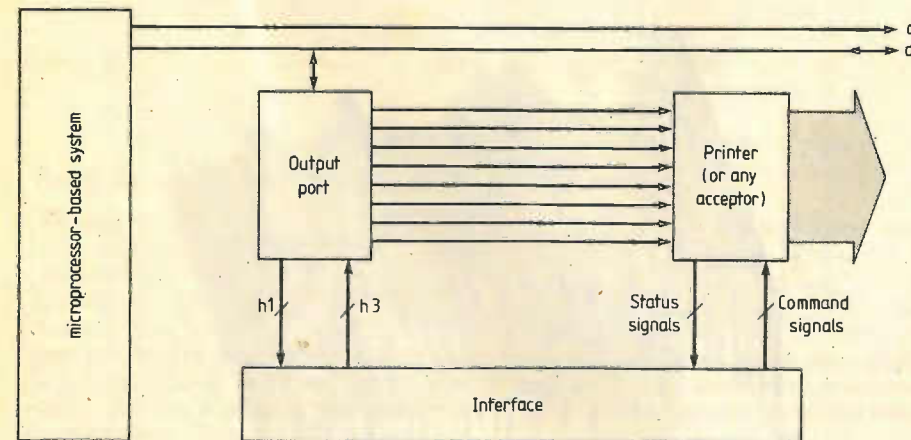 microprocessor-based system
Output
port
Printer
(or any
acceptor)
h1
h3
Status
signals
Command
signals
Interface